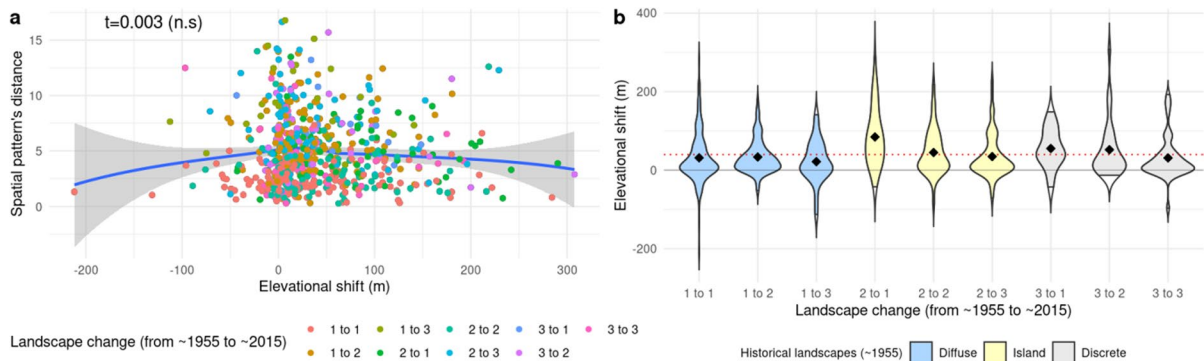 a
t=0.003 (n.s)
Spatial pattern's distance
15
10
5
0
-200 -100 0 100 200 300
Elevational shift (m)
Landscape change (from ~1955 to ~2015)
1 to 1 1 to 3 2 to 2 3 to 1 3 to 3
1 to 2 2 to 1 2 to 3 3 to 2
b
Elevational shift (m)
400
200
0
-200
1 to 1 1 to 2 1 to 3 2 to 1 2 to 2 2 to 3 3 to 1 3 to 2 3 to 3
Landscape change (from ~1955 to ~2015)
Historical landscapes (~1955) Diffuse Island Discrete